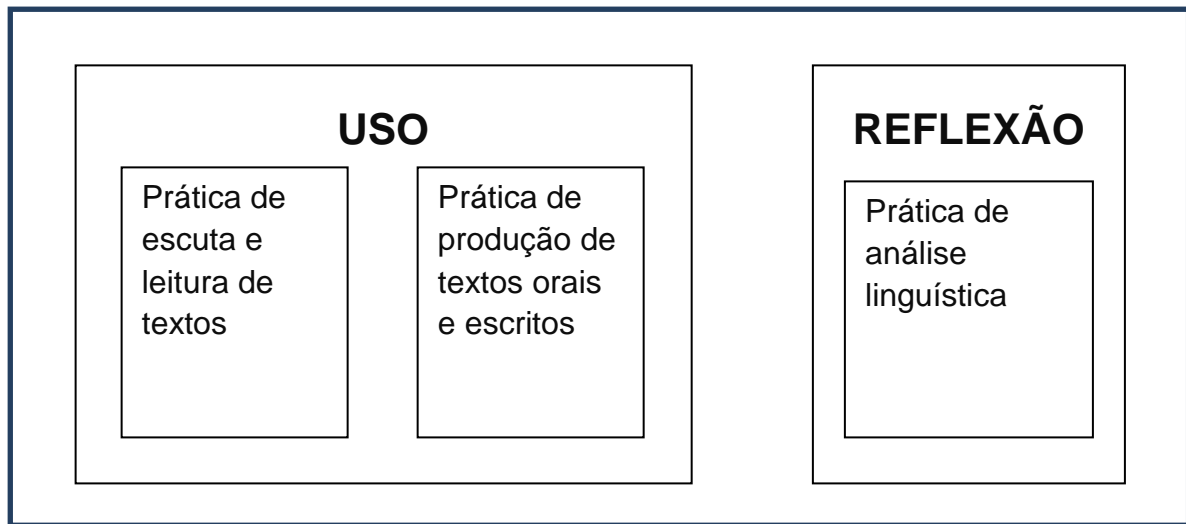 USO
Prática de
escuta e
leitura de
textos
Prática de
produção de
textos orais
e escritos
REFLEXÃO
Prática de
análise
linguística